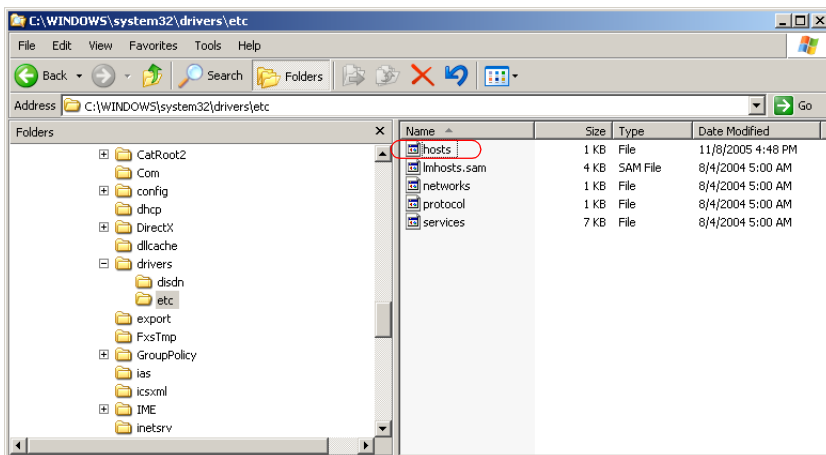 C:\WINDOWS\system32\drivers\etc
File Edit View Favorites Tools Help
Back Search Folders
Address C:\WINDOWS\system32\drivers\etc Go
Folders
CatRoot2
Com
config
dhcp
DirectX
dllcache
drivers
disdn
etc
export
FxsTmp
GroupPolicy
ias
icsxml
IME
inetsrv
Name Size Type Date Modified
hosts 1 KB File 11/8/2005 4:48 PM
lmhosts.sam 4 KB SAM File 8/4/2004 5:00 AM
networks 1 KB File 8/4/2004 5:00 AM
protocol 1 KB File 8/4/2004 5:00 AM
services 7 KB File 8/4/2004 5:00 AM